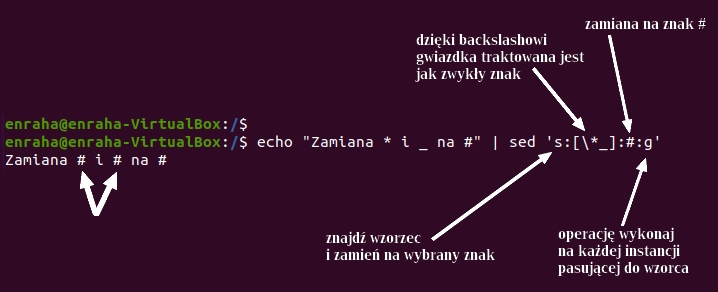 zamiana na znak #
dzięki backslashowi
gwiazdka traktowana jest
jak zwykły znak
enraha@enraha-VirtualBox:/$
enraha@enraha-VirtualBox:/$ echo "Zamiana * i _ na #" | sed 's:[\*_]:#:g'
Zamiana # i # na #
znajdź wzorzec
i zamień na wybrany znak
operację wykonaj
na każdej instancji
pasującej do wzorca